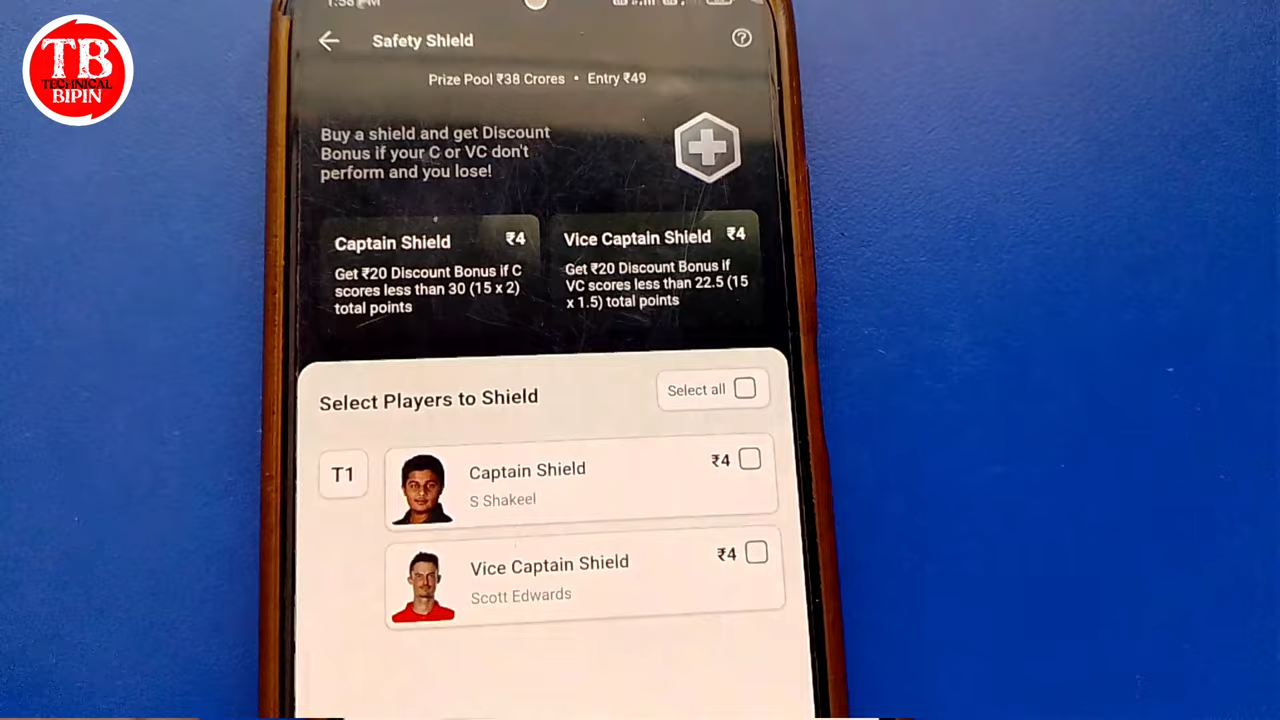 TB
TECHNICAL
BIPIN
1:58 PM
Safety Shield
Prize Pool ₹38 Crores • Entry ₹49
Buy a shield and get Discount
Bonus if your C or VC don't
perform and you lose!
Captain Shield ₹4
Get ₹20 Discount Bonus if C
scores less than 30 (15 x 2)
total points
Vice Captain Shield ₹4
Get ₹20 Discount Bonus if
VC scores less than 22.5 (15
x 1.5) total points
Select Players to Shield
Select all
T1
Captain Shield ₹4
S Shakeel
Vice Captain Shield ₹4
Scott Edwards